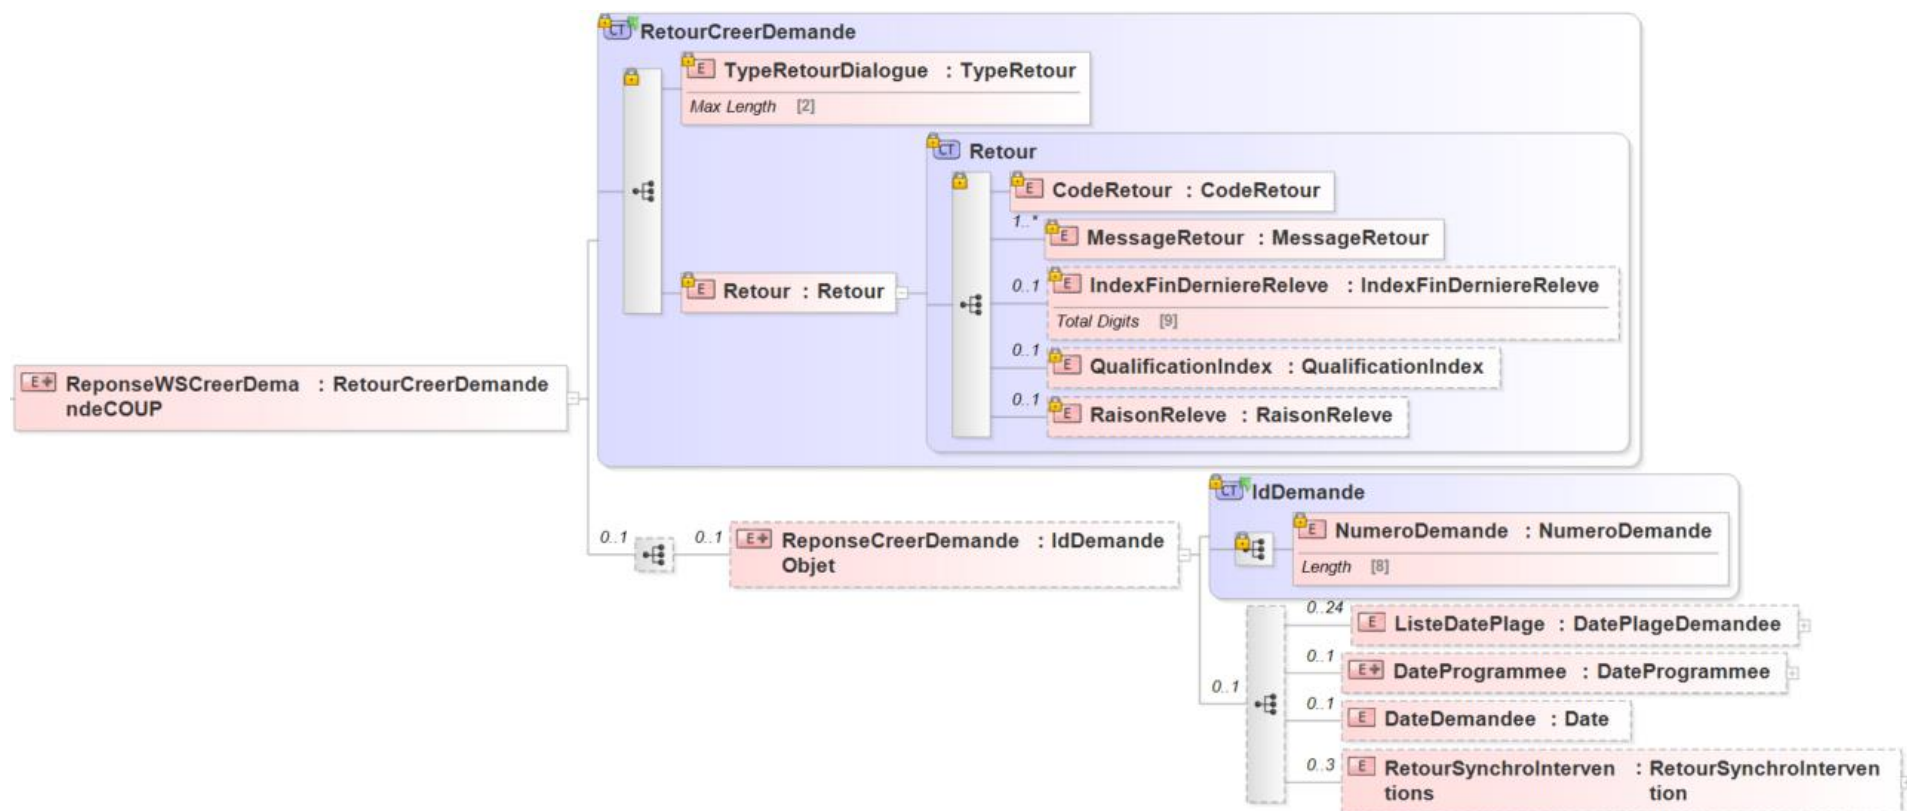 CT RetourCreerDemande
E TypeRetourDialogue : TypeRetour
Max Length [2]
CT Retour
E CodeRetour : CodeRetour
1..*
E MessageRetour : MessageRetour
0..1 E IndexFinDerniereReleve : IndexFinDerniereReleve
Total Digits [9]
E Retour : Retour
0..1 E QualificationIndex : QualificationIndex
0..1 E RaisonReleve : RaisonReleve
E ReponseWSCreerDema : RetourCreerDemande
ndeCOUP
CT IdDemande
E NumeroDemande : NumeroDemande
Length [8]
0..1 0..1 E ReponseCreerDemande : IdDemande
Objet
0..24 E ListeDatePlage : DatePlageDemandee
0..1 E DateProgrammee : DateProgrammee
0..1
0..1 E DateDemandee : Date
0..3 E RetourSynchroInterven : RetourSynchroInterven
tions tion